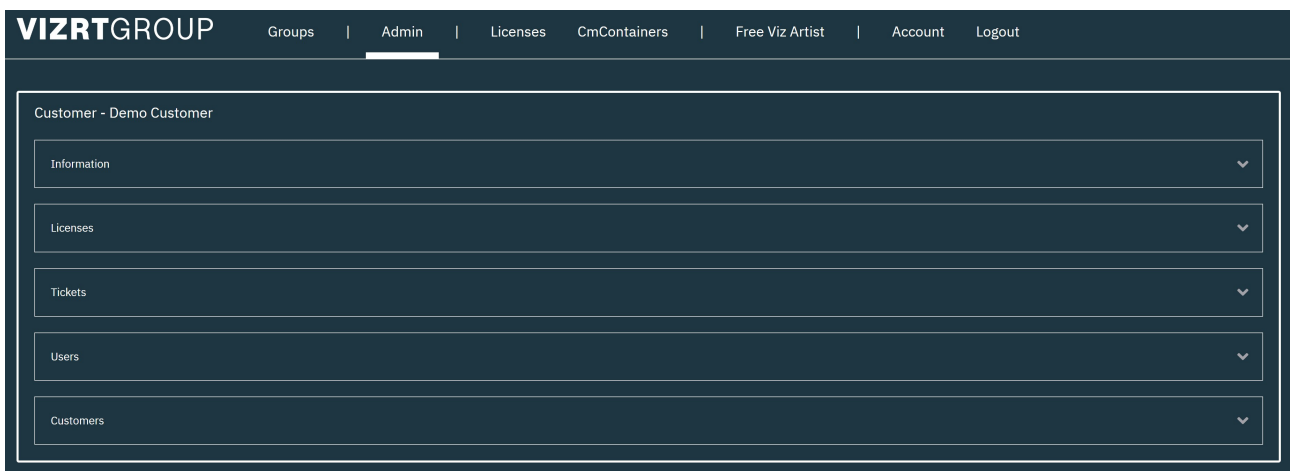 VIZRTGROUP Groups | Admin | Licenses CmContainers | Free Viz Artist | Account Logout
Customer - Demo Customer
Information
Licenses
Tickets
Users
Customers